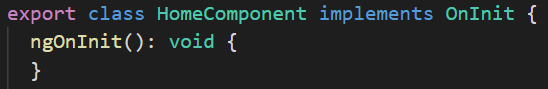 export class HomeComponent implements OnInit {
  ngOnInit(): void {
  }